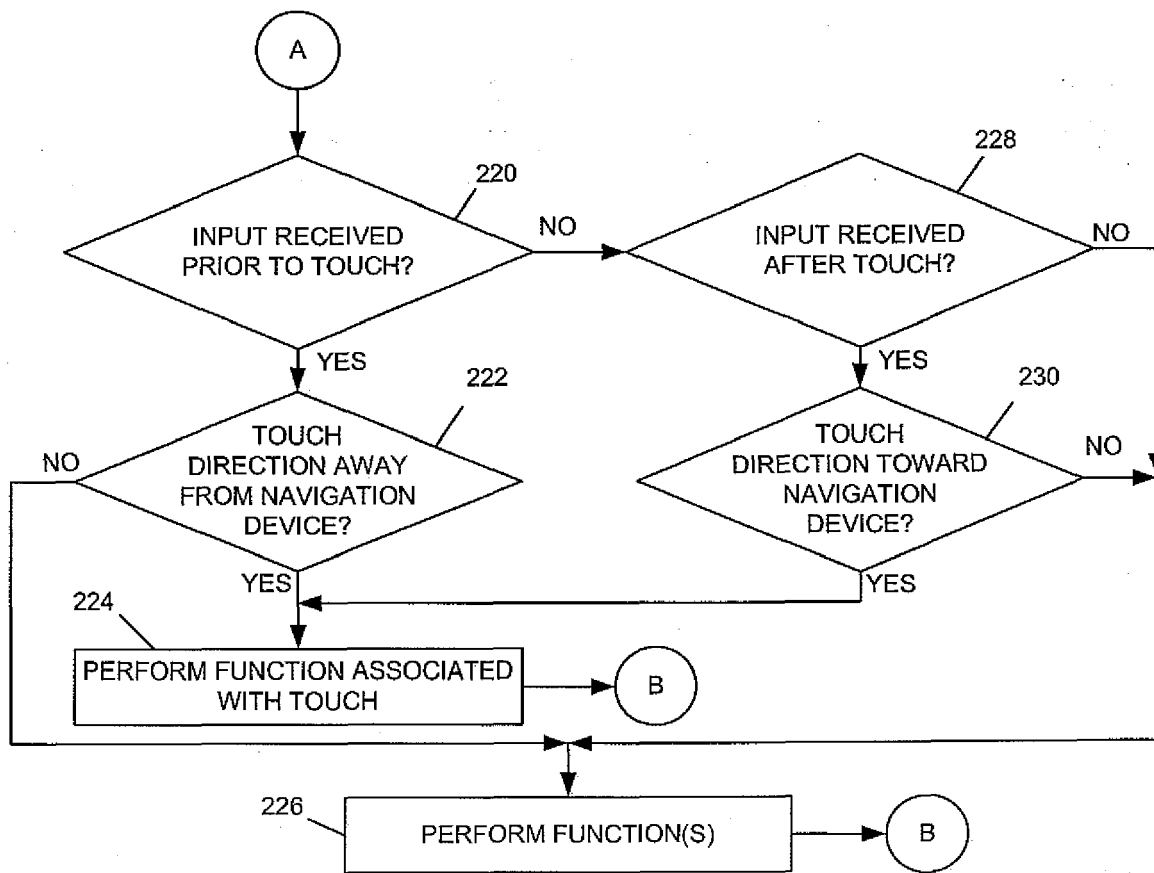 A
220
INPUT RECEIVED
PRIOR TO TOUCH?
NO
YES
228
INPUT RECEIVED
AFTER TOUCH?
NO
YES
222
TOUCH
DIRECTION AWAY
FROM NAVIGATION
DEVICE?
NO
YES
230
TOUCH
DIRECTION TOWARD
NAVIGATION
DEVICE?
NO
YES
224
PERFORM FUNCTION ASSOCIATED
WITH TOUCH
B
226
PERFORM FUNCTION(S)
B